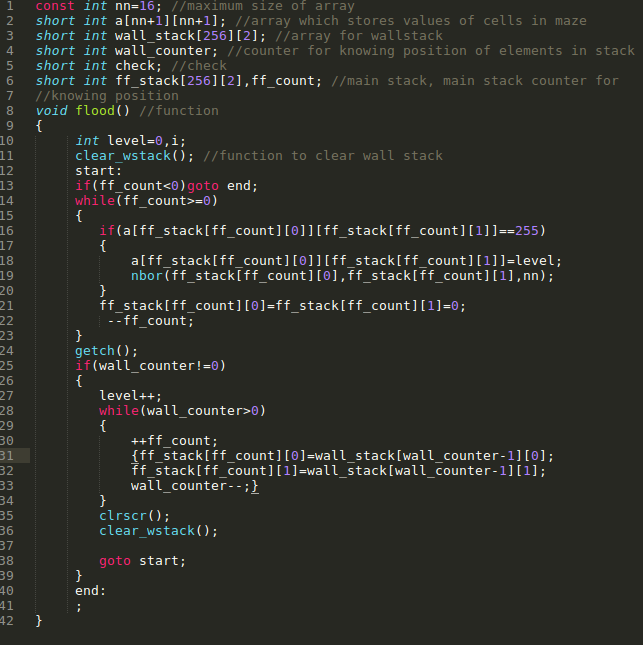 1 const int nn=16; //maximum size of array
2 short int a[nn+1][nn+1]; //array which stores values of cells in maze
3 short int wall_stack[256][2]; //array for wallstack
4 short int wall_counter; //counter for knowing position of elements in stack
5 short int check; //check
6 short int ff_stack[256][2],ff_count; //main stack, main stack counter for
7 //knowing position
8 void flood() //function
9 {
10 int level=0,i;
11 clear_wstack(); //function to clear wall stack
12 start:
13 if(ff_count<0)goto end;
14 while(ff_count>=0)
15 {
16 if(a[ff_stack[ff_count][0]][ff_stack[ff_count][1]]==255)
17 {
18 a[ff_stack[ff_count][0]][ff_stack[ff_count][1]]=level;
19 nbor(ff_stack[ff_count][0],ff_stack[ff_count][1],nn);
20 }
21 ff_stack[ff_count][0]=ff_stack[ff_count][1]=0;
22 --ff_count;
23 }
24 getch();
25 if(wall_counter!=0)
26 {
27 level++;
28 while(wall_counter>0)
29 {
30 ++ff_count;
31 {ff_stack[ff_count][0]=wall_stack[wall_counter-1][0];
32 ff_stack[ff_count][1]=wall_stack[wall_counter-1][1];
33 wall_counter--;}
34 }
35 clrscr();
36 clear_wstack();
37
38 goto start;
39 }
40 end:
41 ;
42 }